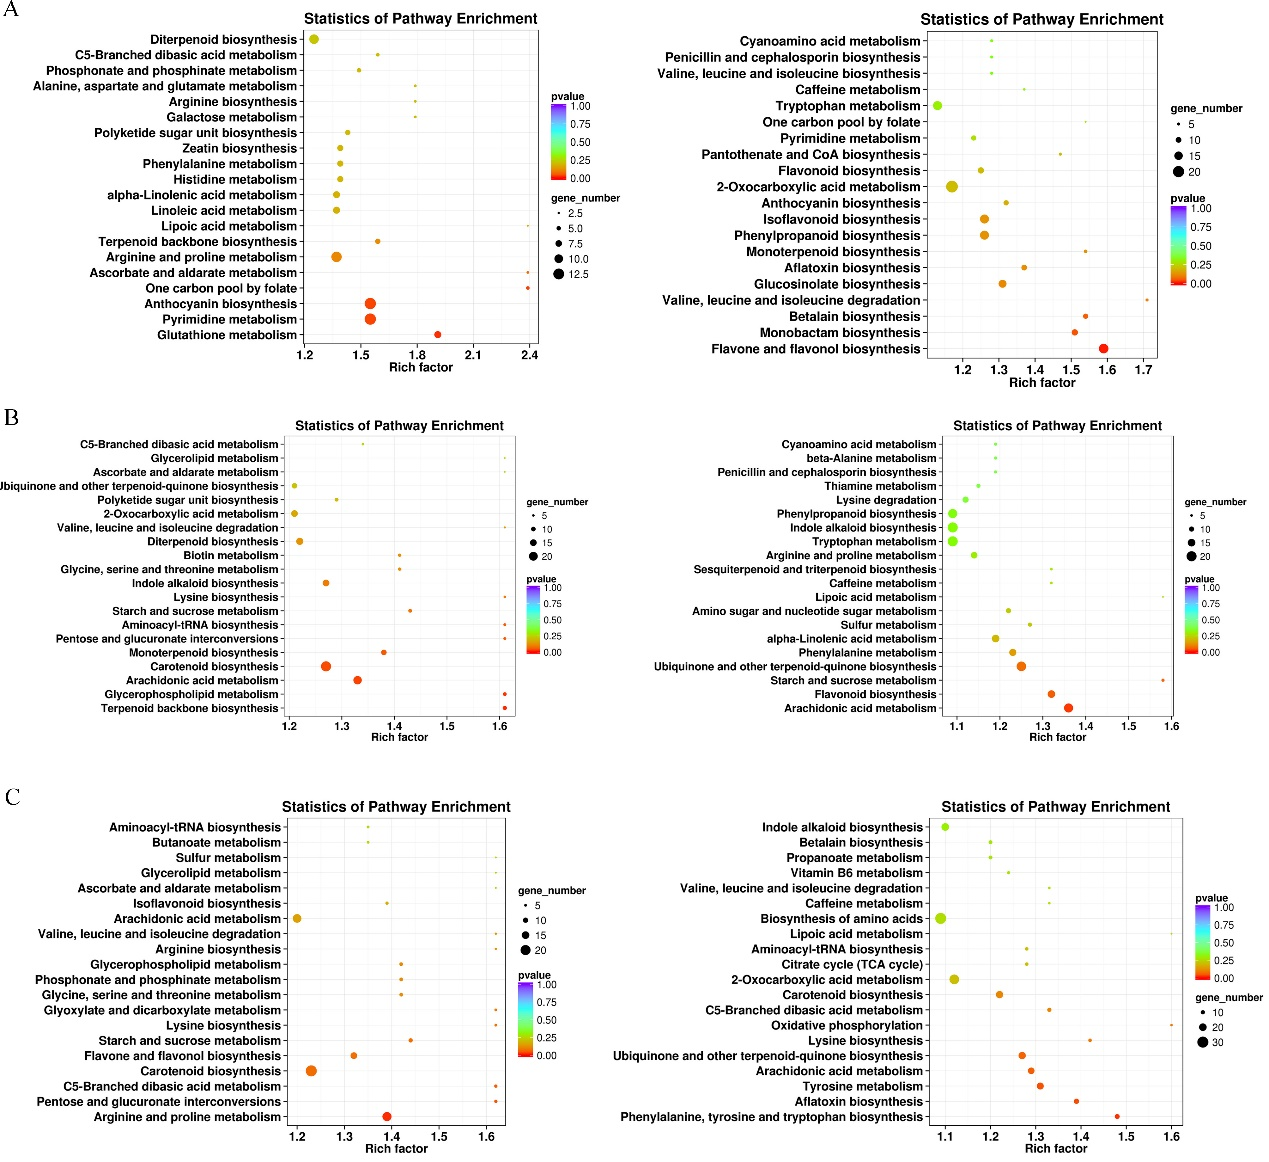 A
Statistics of Pathway Enrichment
Diterpenoid biosynthesis
C5-Branched dibasic acid metabolism
Phosphonate and phosphinate metabolism
Alanine, aspartate and glutamate metabolism
Arginine biosynthesis
Galactose metabolism
Polyketide sugar unit biosynthesis
Zeatin biosynthesis
Phenylalanine metabolism
Histidine metabolism
alpha-Linolenic acid metabolism
Linoleic acid metabolism
Lipoic acid metabolism
Terpenoid backbone biosynthesis
Arginine and proline metabolism
Ascorbate and aldarate metabolism
One carbon pool by folate
Anthocyanin biosynthesis
Pyrimidine metabolism
Glutathione metabolism
1.2 1.5 1.8 2.1 2.4
Rich factor
pvalue
1.00
0.75
0.50
0.25
0.00
gene_number
2.5
5.0
7.5
10.0
12.5
Statistics of Pathway Enrichment
Cyanoamino acid metabolism
Penicillin and cephalosporin biosynthesis
Valine, leucine and isoleucine biosynthesis
Caffeine metabolism
Tryptophan metabolism
One carbon pool by folate
Pyrimidine metabolism
Pantothenate and CoA biosynthesis
Flavonoid biosynthesis
2-Oxocarboxylic acid metabolism
Anthocyanin biosynthesis
Isoflavonoid biosynthesis
Phenylpropanoid biosynthesis
Monoterpenoid biosynthesis
Aflatoxin biosynthesis
Glucosinolate biosynthesis
Valine, leucine and isoleucine degradation
Betalain biosynthesis
Monobactam biosynthesis
Flavone and flavonol biosynthesis
1.2 1.3 1.4 1.5 1.6 1.7
Rich factor
gene_number
5
10
15
20
pvalue
1.00
0.75
0.50
0.25
0.00
B
Statistics of Pathway Enrichment
C5-Branched dibasic acid metabolism
Glycerolipid metabolism
Ascorbate and aldarate metabolism
Ubiquinone and other terpenoid-quinone biosynthesis
Polyketide sugar unit biosynthesis
2-Oxocarboxylic acid metabolism
Valine, leucine and isoleucine degradation
Diterpenoid biosynthesis
Biotin metabolism
Glycine, serine and threonine metabolism
Indole alkaloid biosynthesis
Lysine biosynthesis
Starch and sucrose metabolism
Aminoacyl-tRNA biosynthesis
Pentose and glucuronate interconversions
Monoterpenoid biosynthesis
Carotenoid biosynthesis
Arachidonic acid metabolism
Glycerophospholipid metabolism
Terpenoid backbone biosynthesis
1.2 1.3 1.4 1.5 1.6
Rich factor
gene_number
5
10
15
20
pvalue
1.00
0.75
0.50
0.25
0.00
Statistics of Pathway Enrichment
Cyanoamino acid metabolism
beta-Alanine metabolism
Penicillin and cephalosporin biosynthesis
Thiamine metabolism
Lysine degradation
Phenylpropanoid biosynthesis
Indole alkaloid biosynthesis
Tryptophan metabolism
Arginine and proline metabolism
Sesquiterpenoid and triterpenoid biosynthesis
Caffeine metabolism
Lipoic acid metabolism
Amino sugar and nucleotide sugar metabolism
Sulfur metabolism
alpha-Linolenic acid metabolism
Phenylalanine metabolism
Ubiquinone and other terpenoid-quinone biosynthesis
Starch and sucrose metabolism
Flavonoid biosynthesis
Arachidonic acid metabolism
1.1 1.2 1.3 1.4 1.5 1.6
Rich factor
gene_number
5
10
15
20
pvalue
1.00
0.75
0.50
0.25
0.00
C
Statistics of Pathway Enrichment
Aminoacyl-tRNA biosynthesis
Butanoate metabolism
Sulfur metabolism
Glycerolipid metabolism
Ascorbate and aldarate metabolism
Isoflavonoid biosynthesis
Arachidonic acid metabolism
Valine, leucine and isoleucine degradation
Arginine biosynthesis
Glycerophospholipid metabolism
Phosphonate and phosphinate metabolism
Glycine, serine and threonine metabolism
Glyoxylate and dicarboxylate metabolism
Lysine biosynthesis
Starch and sucrose metabolism
Flavone and flavonol biosynthesis
Carotenoid biosynthesis
C5-Branched dibasic acid metabolism
Pentose and glucuronate interconversions
Arginine and proline metabolism
1.2 1.3 1.4 1.5 1.6
Rich factor
gene_number
5
10
15
20
pvalue
1.00
0.75
0.50
0.25
0.00
Statistics of Pathway Enrichment
Indole alkaloid biosynthesis
Betalain biosynthesis
Propanoate metabolism
Vitamin B6 metabolism
Valine, leucine and isoleucine degradation
Caffeine metabolism
Biosynthesis of amino acids
Lipoic acid metabolism
Aminoacyl-tRNA biosynthesis
Citrate cycle (TCA cycle)
2-Oxocarboxylic acid metabolism
Carotenoid biosynthesis
C5-Branched dibasic acid metabolism
Oxidative phosphorylation
Lysine biosynthesis
Ubiquinone and other terpenoid-quinone biosynthesis
Arachidonic acid metabolism
Tyrosine metabolism
Aflatoxin biosynthesis
Phenylalanine, tyrosine and tryptophan biosynthesis
1.1 1.2 1.3 1.4 1.5 1.6
Rich factor
pvalue
1.00
0.75
0.50
0.25
0.00
gene_number
10
20
30